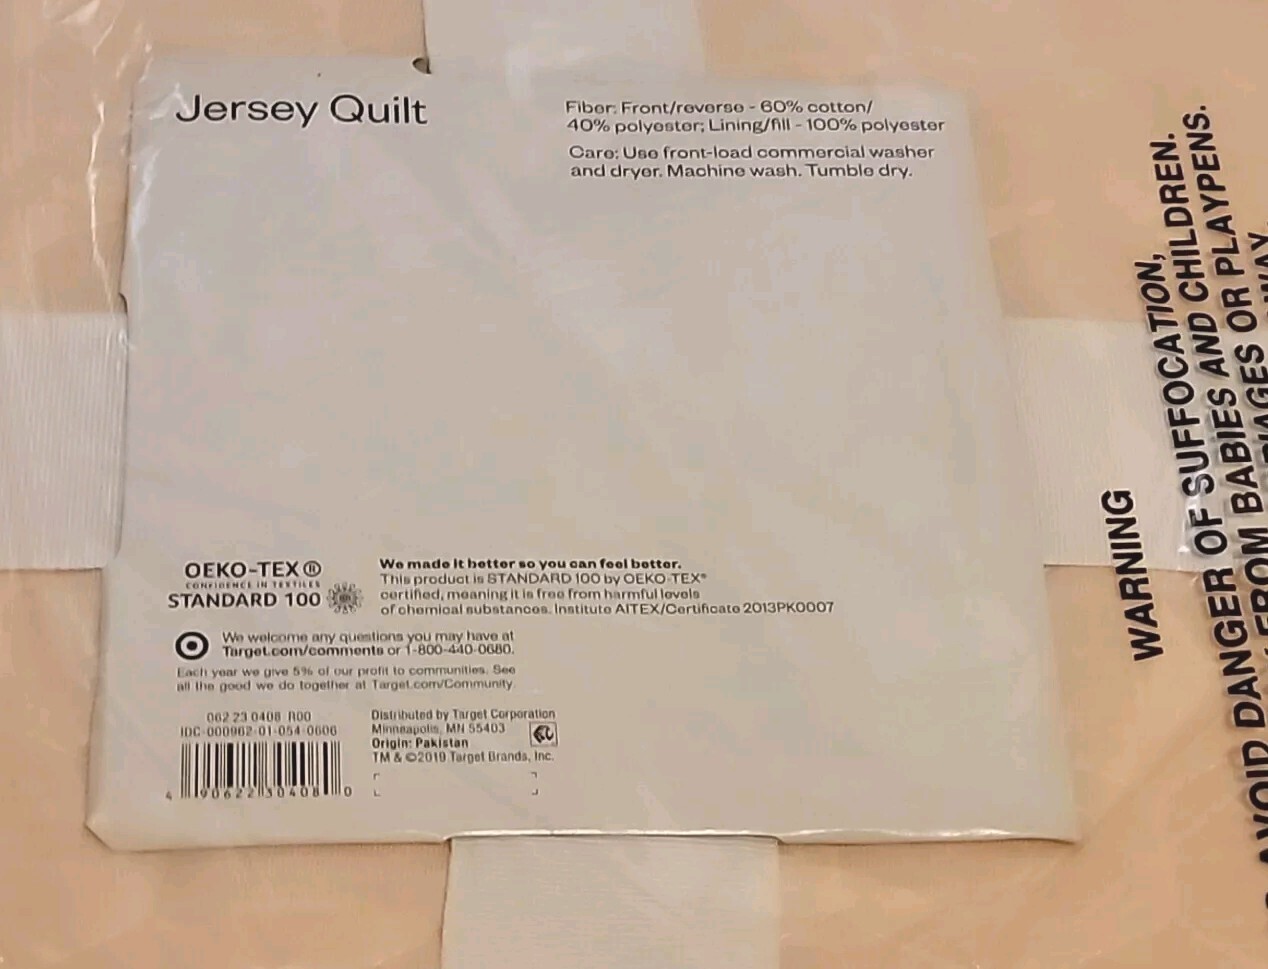 Jersey Quilt
Fiber: Front/reverse - 60% cotton/
40% polyester; Lining/fill - 100% polyester
Care: Use front-load commercial washer
and dryer. Machine wash. Tumble dry.
OEKO-TEX®
CONFIDENCE IN TEXTILES
STANDARD 100
We made it better so you can feel better.
This product is STANDARD 100 by OEKO-TEX®
certified, meaning it is free from harmful levels
of chemical substances. Institute AITEX/Certificate 2013PK0007
We welcome any questions you may have at
Target.com/comments or 1-800-440-0680.
Each year we give 5% of our profit to communities. See
all the good we do together at Target.com/Community.
062 23 0408 R00
IDC-000962-01-054-0606
4 90622 30408 0
Distributed by Target Corporation
Minneapolis, MN 55403
Origin: Pakistan
TM & ©2019 Target Brands, Inc.
WARNING
AVOID DANGER OF SUFFOCATION,
FROM BABIES AND CHILDREN.
OR PLAYPENS.